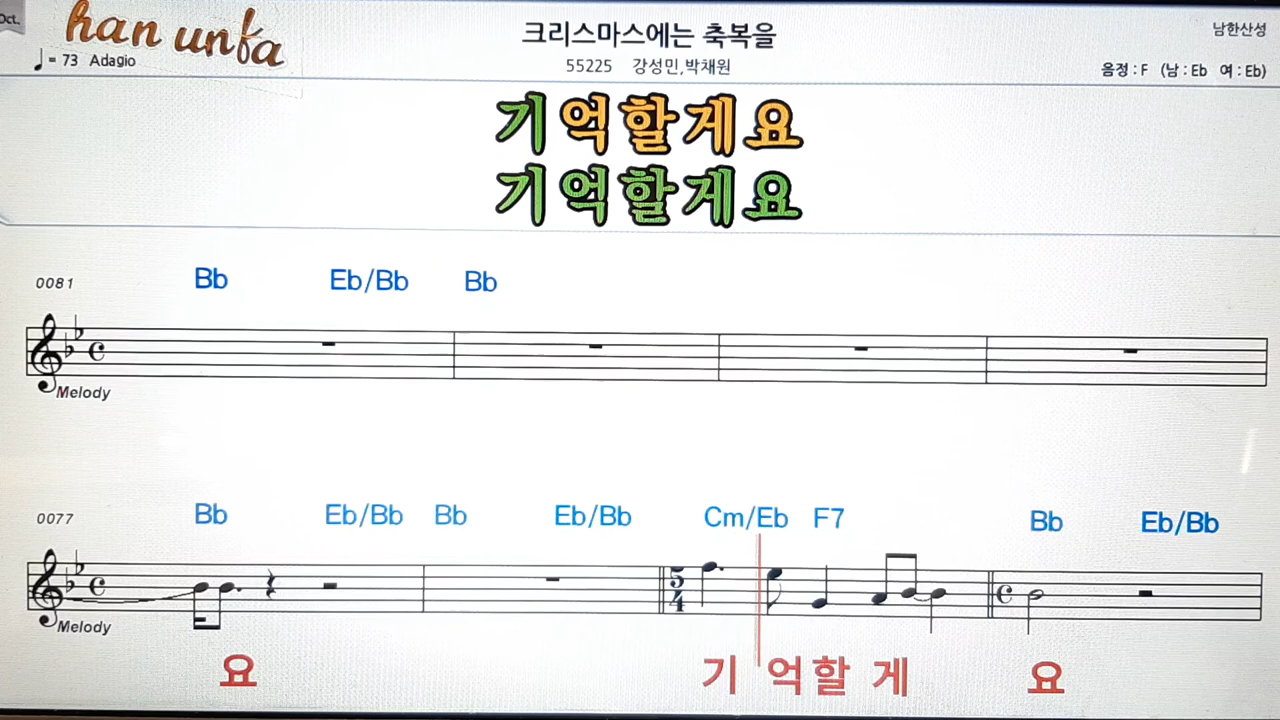 Oct.
han unfa
크리스마스에는 축복을
남한산성
♩ = 73 Adagio
55225 강성민,박채원
음정 : F (남 : Eb 여 : Eb)
기억할게요
기억할게요
0081
Bb Eb/Bb Bb
Melody
0077
Bb Eb/Bb Bb Eb/Bb Cm/Eb F7 Bb Eb/Bb
5
4
Melody
요 기 억할 게 요